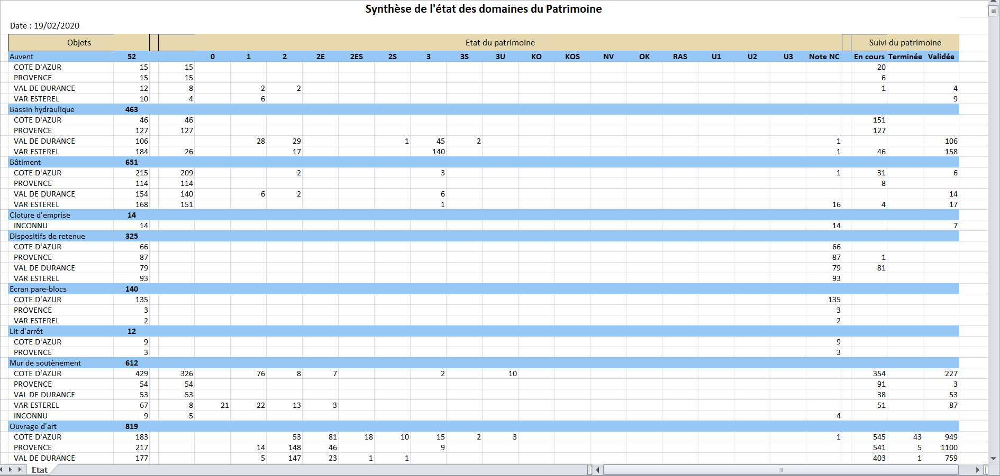 Synthèse de l'état des domaines du Patrimoine
Date : 19/02/2020
Objets Etat du patrimoine Suivi du patrimoine
Auvent 52 0 1 2 2E 2ES 2S 3 3S 3U KO KOS NV OK RAS U1 U2 U3 Note NC En cours Terminée Validée
COTE D'AZUR 15 15 20
PROVENCE 15 15 6
VAL DE DURANCE 12 8 2 2 1 4
VAR ESTEREL 10 4 6 9
Bassin hydraulique 463
COTE D'AZUR 46 46 151
PROVENCE 127 127 127
VAL DE DURANCE 106 28 29 1 45 2 1 106
VAR ESTEREL 184 26 17 140 1 46 158
Bâtiment 651
COTE D'AZUR 215 209 2 3 1 31 6
PROVENCE 114 114 8
VAL DE DURANCE 154 140 6 2 6 14
VAR ESTEREL 168 151 1 16 4 17
Cloture d'emprise 14
INCONNU 14 14 7
Dispositifs de retenue 325
COTE D'AZUR 66 66
PROVENCE 87 87 1
VAL DE DURANCE 79 79 81
VAR ESTEREL 93 93
Ecran pare-blocs 140
COTE D'AZUR 135 135
PROVENCE 3 3
VAR ESTEREL 2 2
Lit d'arrêt 12
COTE D'AZUR 9 9
PROVENCE 3 3
Mur de soutènement 612
COTE D'AZUR 429 326 76 8 7 2 10 354 227
PROVENCE 54 54 91 3
VAL DE DURANCE 53 53 38 53
VAR ESTEREL 67 8 21 22 13 3 51 87
INCONNU 9 5 4
Ouvrage d'art 819
COTE D'AZUR 183 53 81 18 10 15 2 3 1 545 43 949
PROVENCE 217 14 148 46 9 541 5 1100
VAL DE DURANCE 177 5 147 23 1 1 403 1 759
Etat